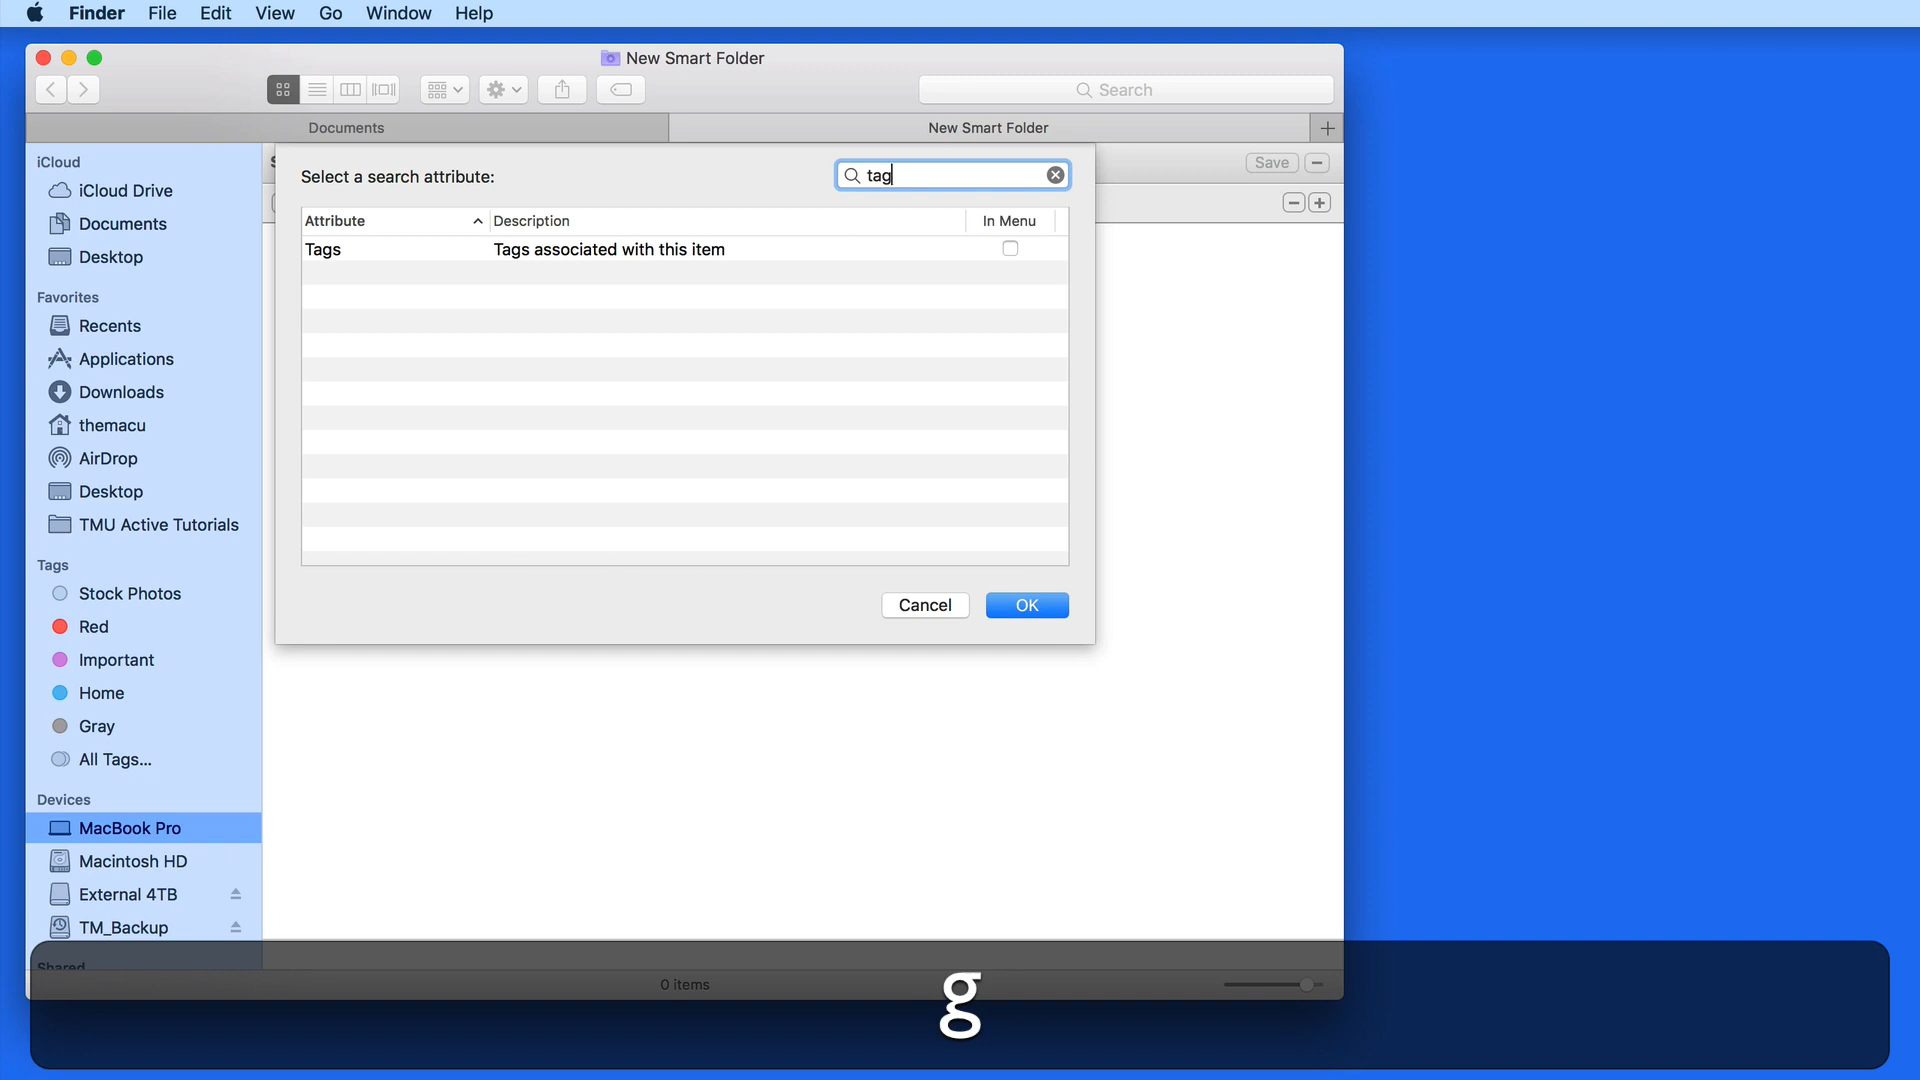 Finder File Edit View Go Window Help
New Smart Folder
Search
Documents New Smart Folder
iCloud
iCloud Drive
Documents
Desktop
Favorites
Recents
Applications
Downloads
themacu
AirDrop
Desktop
TMU Active Tutorials
Tags
Stock Photos
Red
Important
Home
Gray
All Tags...
Devices
MacBook Pro
Macintosh HD
External 4TB
TM_Backup
Shared
Save
Select a search attribute: tag
Attribute Description In Menu
Tags Tags associated with this item
Cancel OK
0 items
g